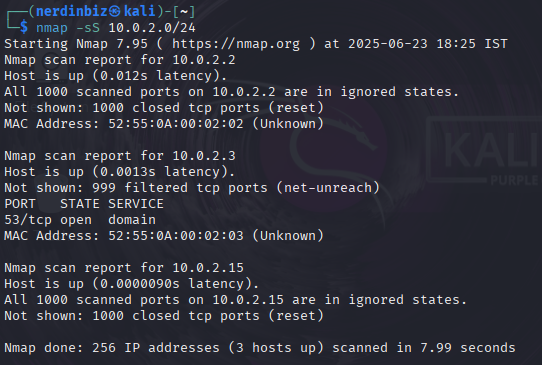 ┌──(nerdinbiz㉿kali)-[~]
└─$ nmap -sS 10.0.2.0/24
Starting Nmap 7.95 ( https://nmap.org ) at 2025-06-23 18:25 IST
Nmap scan report for 10.0.2.2
Host is up (0.012s latency).
All 1000 scanned ports on 10.0.2.2 are in ignored states.
Not shown: 1000 closed tcp ports (reset)
MAC Address: 52:55:0A:00:02:02 (Unknown)

Nmap scan report for 10.0.2.3
Host is up (0.0013s latency).
Not shown: 999 filtered tcp ports (net-unreach)
PORT   STATE SERVICE
53/tcp open  domain
MAC Address: 52:55:0A:00:02:03 (Unknown)

Nmap scan report for 10.0.2.15
Host is up (0.0000090s latency).
All 1000 scanned ports on 10.0.2.15 are in ignored states.
Not shown: 1000 closed tcp ports (reset)

Nmap done: 256 IP addresses (3 hosts up) scanned in 7.99 seconds
KALI
PURPLE